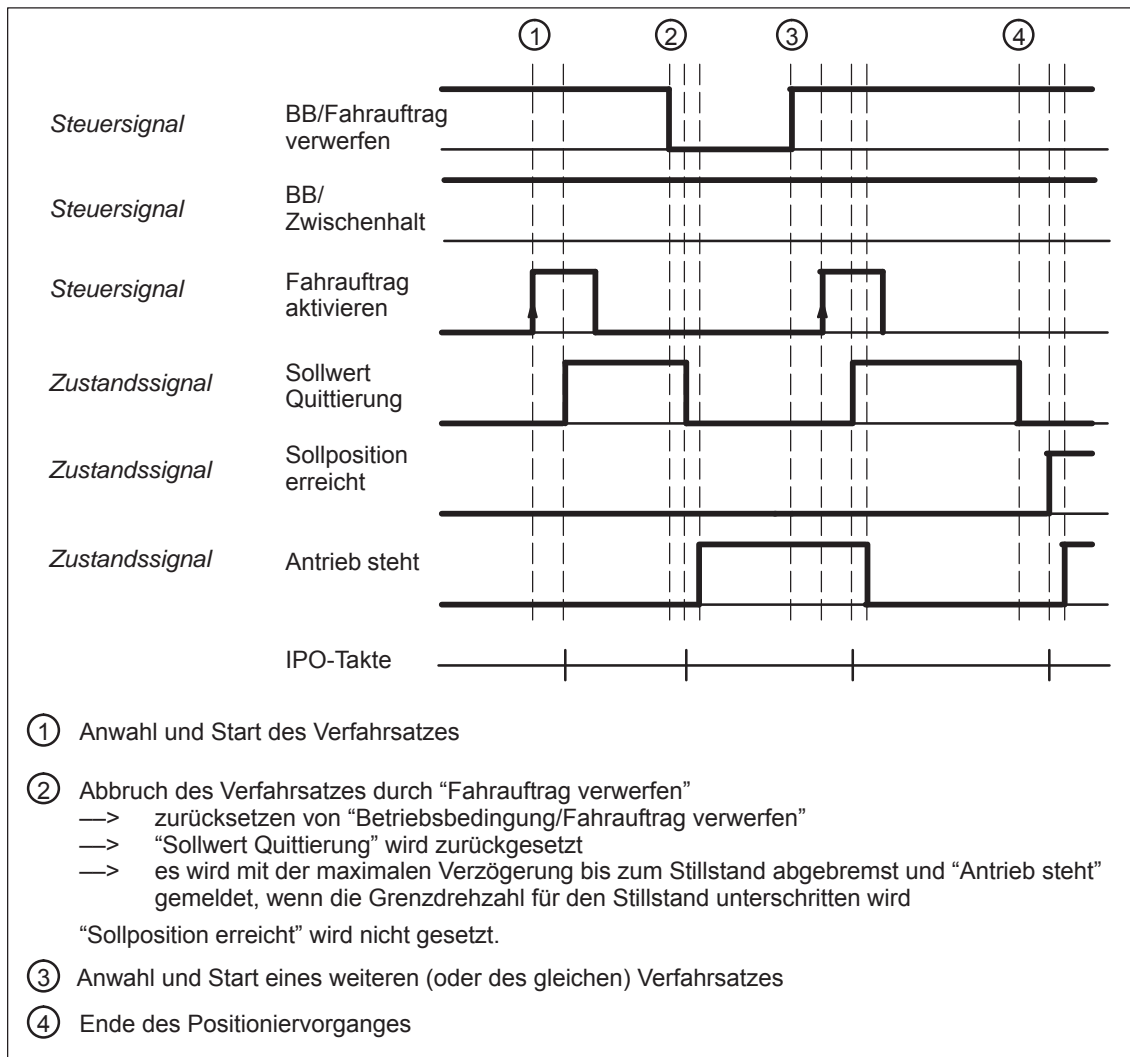 1 2 3 4
Steuersignal BB/Fahrauftrag
verwerfen
Steuersignal BB/
Zwischenhalt
Steuersignal Fahrauftrag
aktivieren
Zustandssignal Sollwert
Quittierung
Zustandssignal Sollposition
erreicht
Zustandssignal Antrieb steht
IPO-Takte
1 Anwahl und Start des Verfahrsatzes
2 Abbruch des Verfahrsatzes durch “Fahrauftrag verwerfen”
––> zurücksetzen von “Betriebsbedingung/Fahrauftrag verwerfen”
––> “Sollwert Quittierung” wird zurückgesetzt
––> es wird mit der maximalen Verzögerung bis zum Stillstand abgebremst und “Antrieb steht”
gemeldet, wenn die Grenzdrehzahl für den Stillstand unterschritten wird
“Sollposition erreicht” wird nicht gesetzt.
3 Anwahl und Start eines weiteren (oder des gleichen) Verfahrsatzes
4 Ende des Positioniervorganges